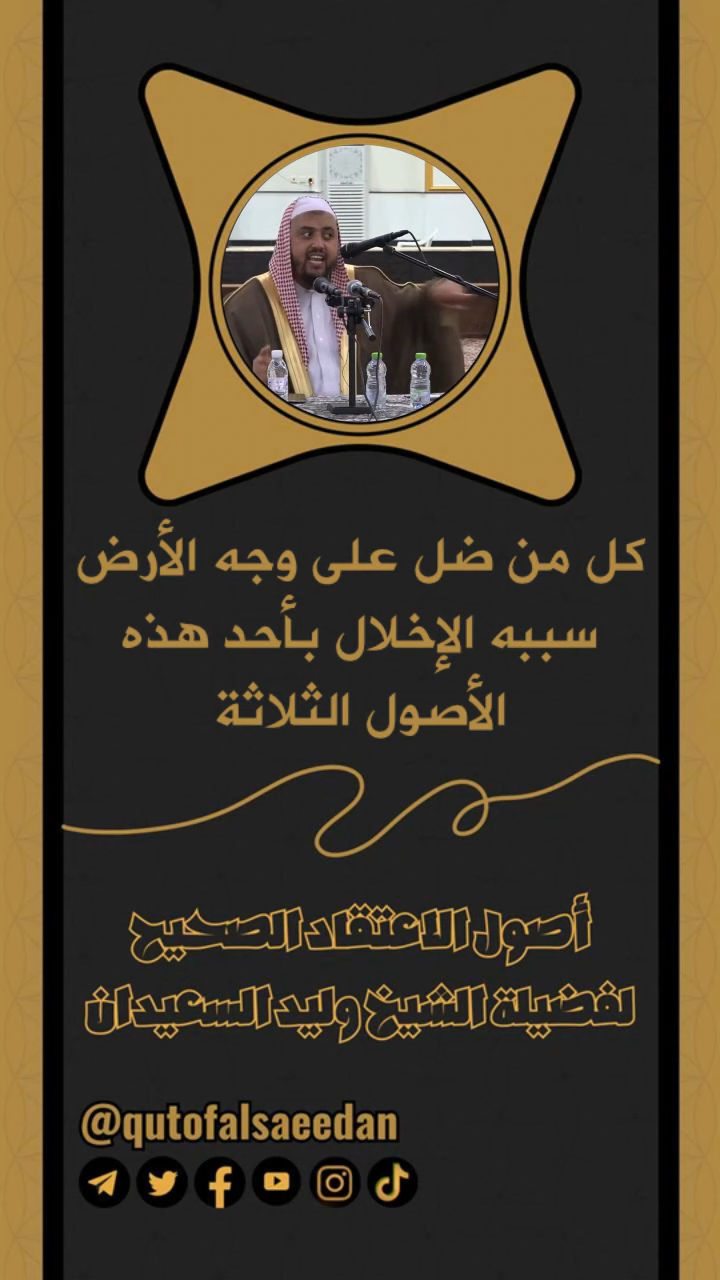 كل من ضل على وجه الأرض
سببه الإخلال بأحد هذه
الأصول الثلاثة
أصول الاعتقاد الصحيح
لفضيلة الشيخ وليد السعيدان
@qutofalsaeedan